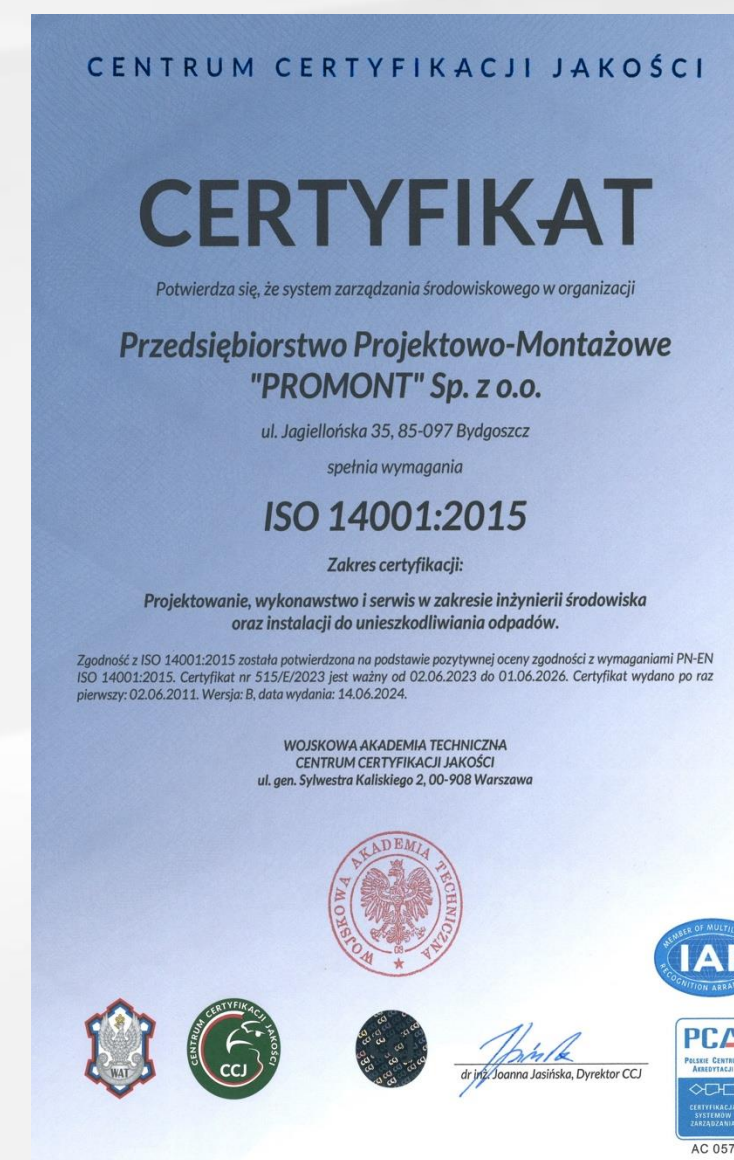 CENTRUM CERTYFIKACJI JAKOŚCI
CERTYFIKAT
Potwierdza się, że system zarządzania środowiskowego w organizacji
Przedsiębiorstwo Projektowo-Montażowe
"PROMONT" Sp. z o.o.
ul. Jagiellońska 35, 85-097 Bydgoszcz
spełnia wymagania
ISO 14001:2015
Zakres certyfikacji:
Projektowanie, wykonawstwo i serwis w zakresie inżynierii środowiska
oraz instalacji do unieszkodliwiania odpadów.
Zgodność z ISO 14001:2015 została potwierdzona na podstawie pozytywnej oceny zgodności z wymaganiami PN-EN
ISO 14001:2015. Certyfikat nr 515/E/2023 jest ważny od 02.06.2023 do 01.06.2026. Certyfikat wydano po raz
pierwszy: 02.06.2011. Wersja: B, data wydania: 14.06.2024.
WOJSKOWA AKADEMIA TECHNICZNA
CENTRUM CERTYFIKACJI JAKOŚCI
ul. gen. Sylwestra Kaliskiego 2, 00-908 Warszawa
WOJSKOWA AKADEMIA TECHNICZNA
MEMBER OF
RECOGNITION
WAT
CENTRUM CERTYFIKACJI JAKOŚCI
CCJ
dr inż. Joanna Jasińska, Dyrektor CCJ
POLSKIE
AKREDYTACJI
SYSTEMÓW
ZARZĄDZANIA
AC 057